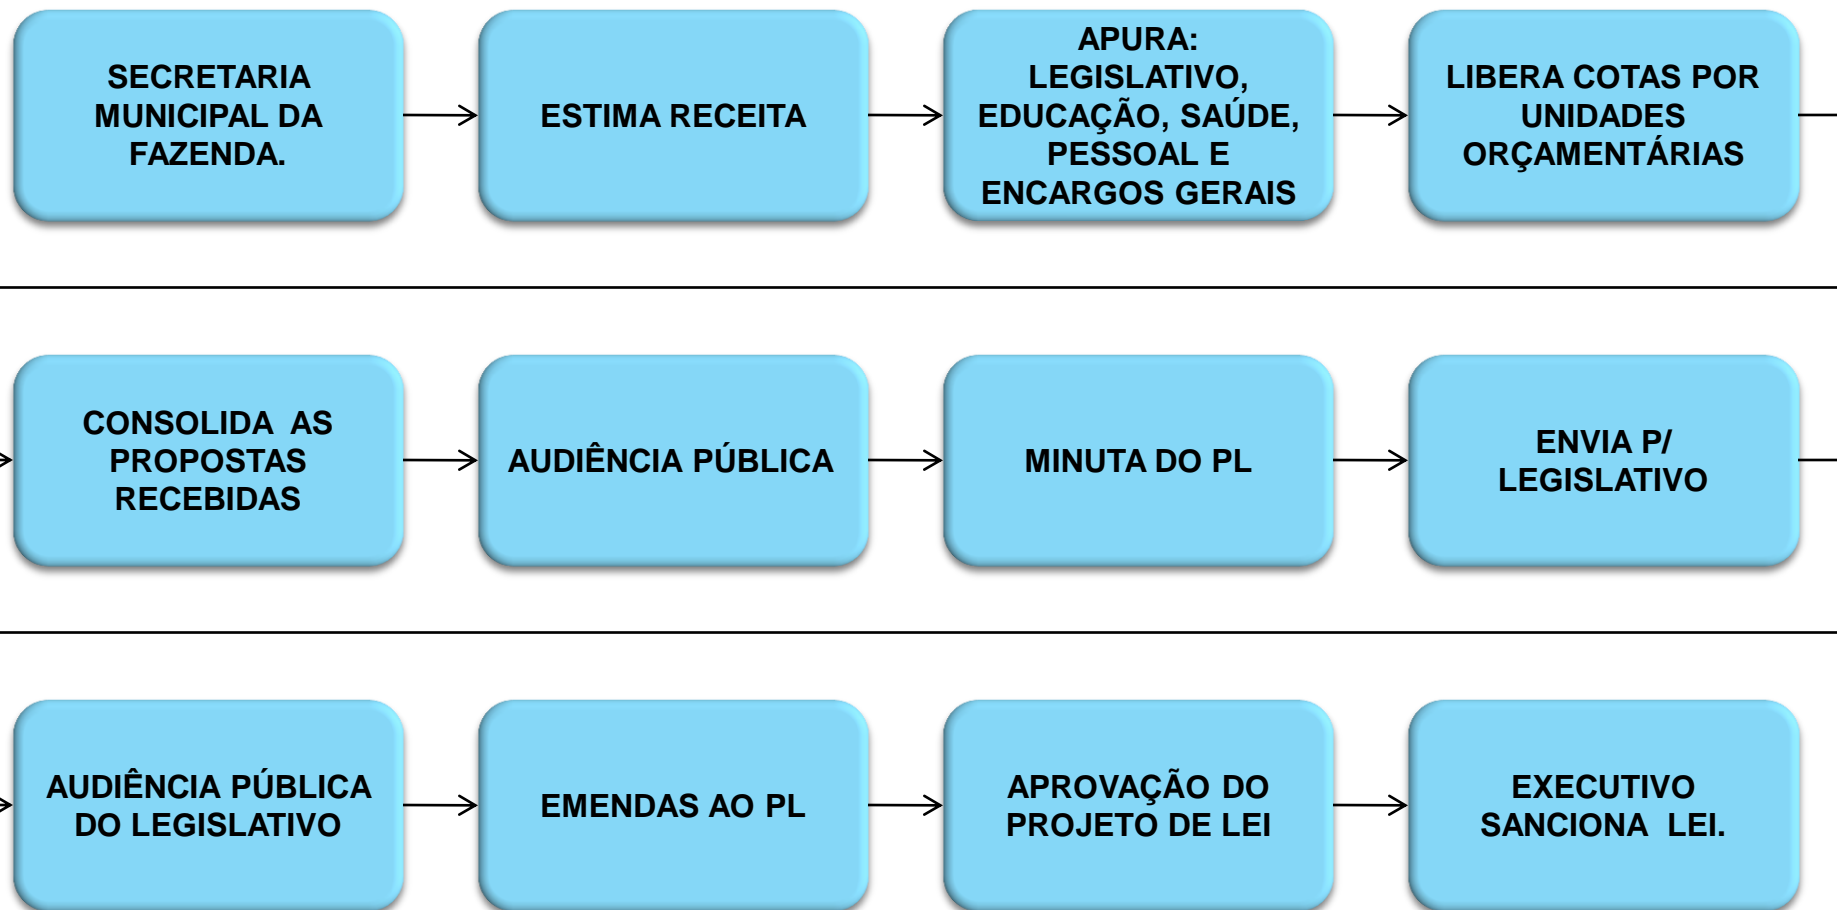 SECRETARIA
MUNICIPAL DA
FAZENDA.
ESTIMA RECEITA
APURA:
LEGISLATIVO,
EDUCAÇÃO, SAÚDE,
PESSOAL E
ENCARGOS GERAIS
LIBERA COTAS POR
UNIDADES
ORÇAMENTÁRIAS
CONSOLIDA AS
PROPOSTAS
RECEBIDAS
AUDIÊNCIA PÚBLICA
MINUTA DO PL
ENVIA P/
LEGISLATIVO
AUDIÊNCIA PÚBLICA
DO LEGISLATIVO
EMENDAS AO PL
APROVAÇÃO DO
PROJETO DE LEI
EXECUTIVO
SANCIONA LEI.